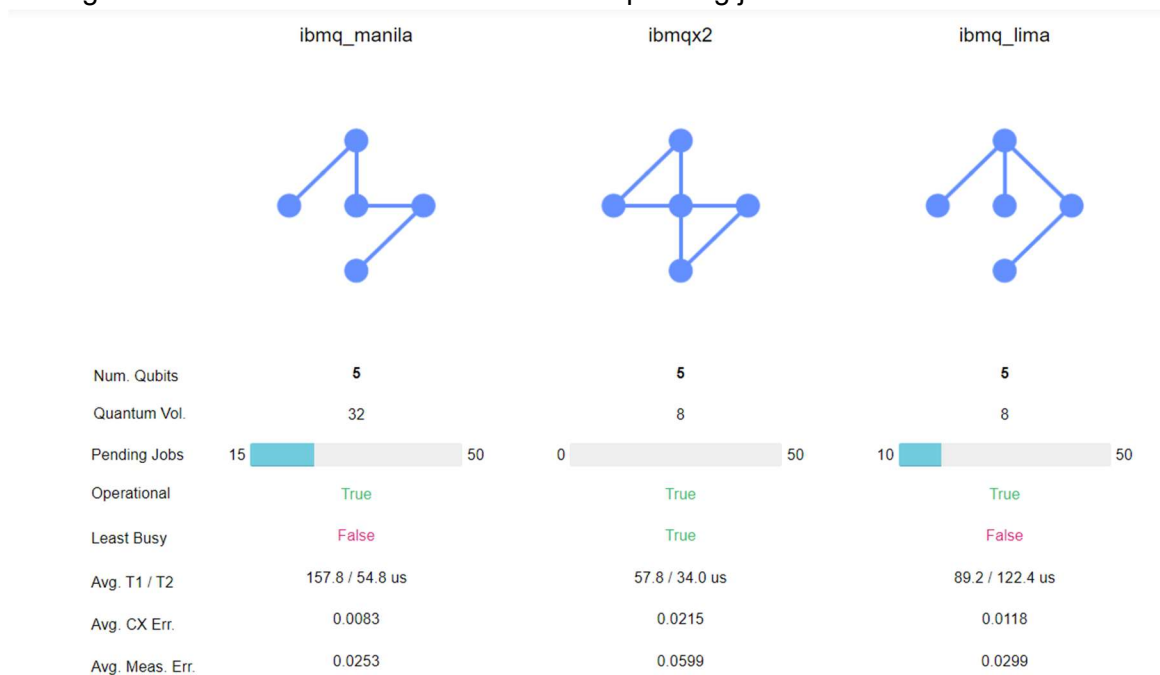 ibmq_manila ibmqx2 ibmq_lima
Num. Qubits 5 5 5
Quantum Vol. 32 8 8
Pending Jobs 15 50 0 50 10 50
Operational True True True
Least Busy False True False
Avg. T1 / T2 157.8 / 54.8 us 57.8 / 34.0 us 89.2 / 122.4 us
Avg. CX Err. 0.0083 0.0215 0.0118
Avg. Meas. Err. 0.0253 0.0599 0.0299